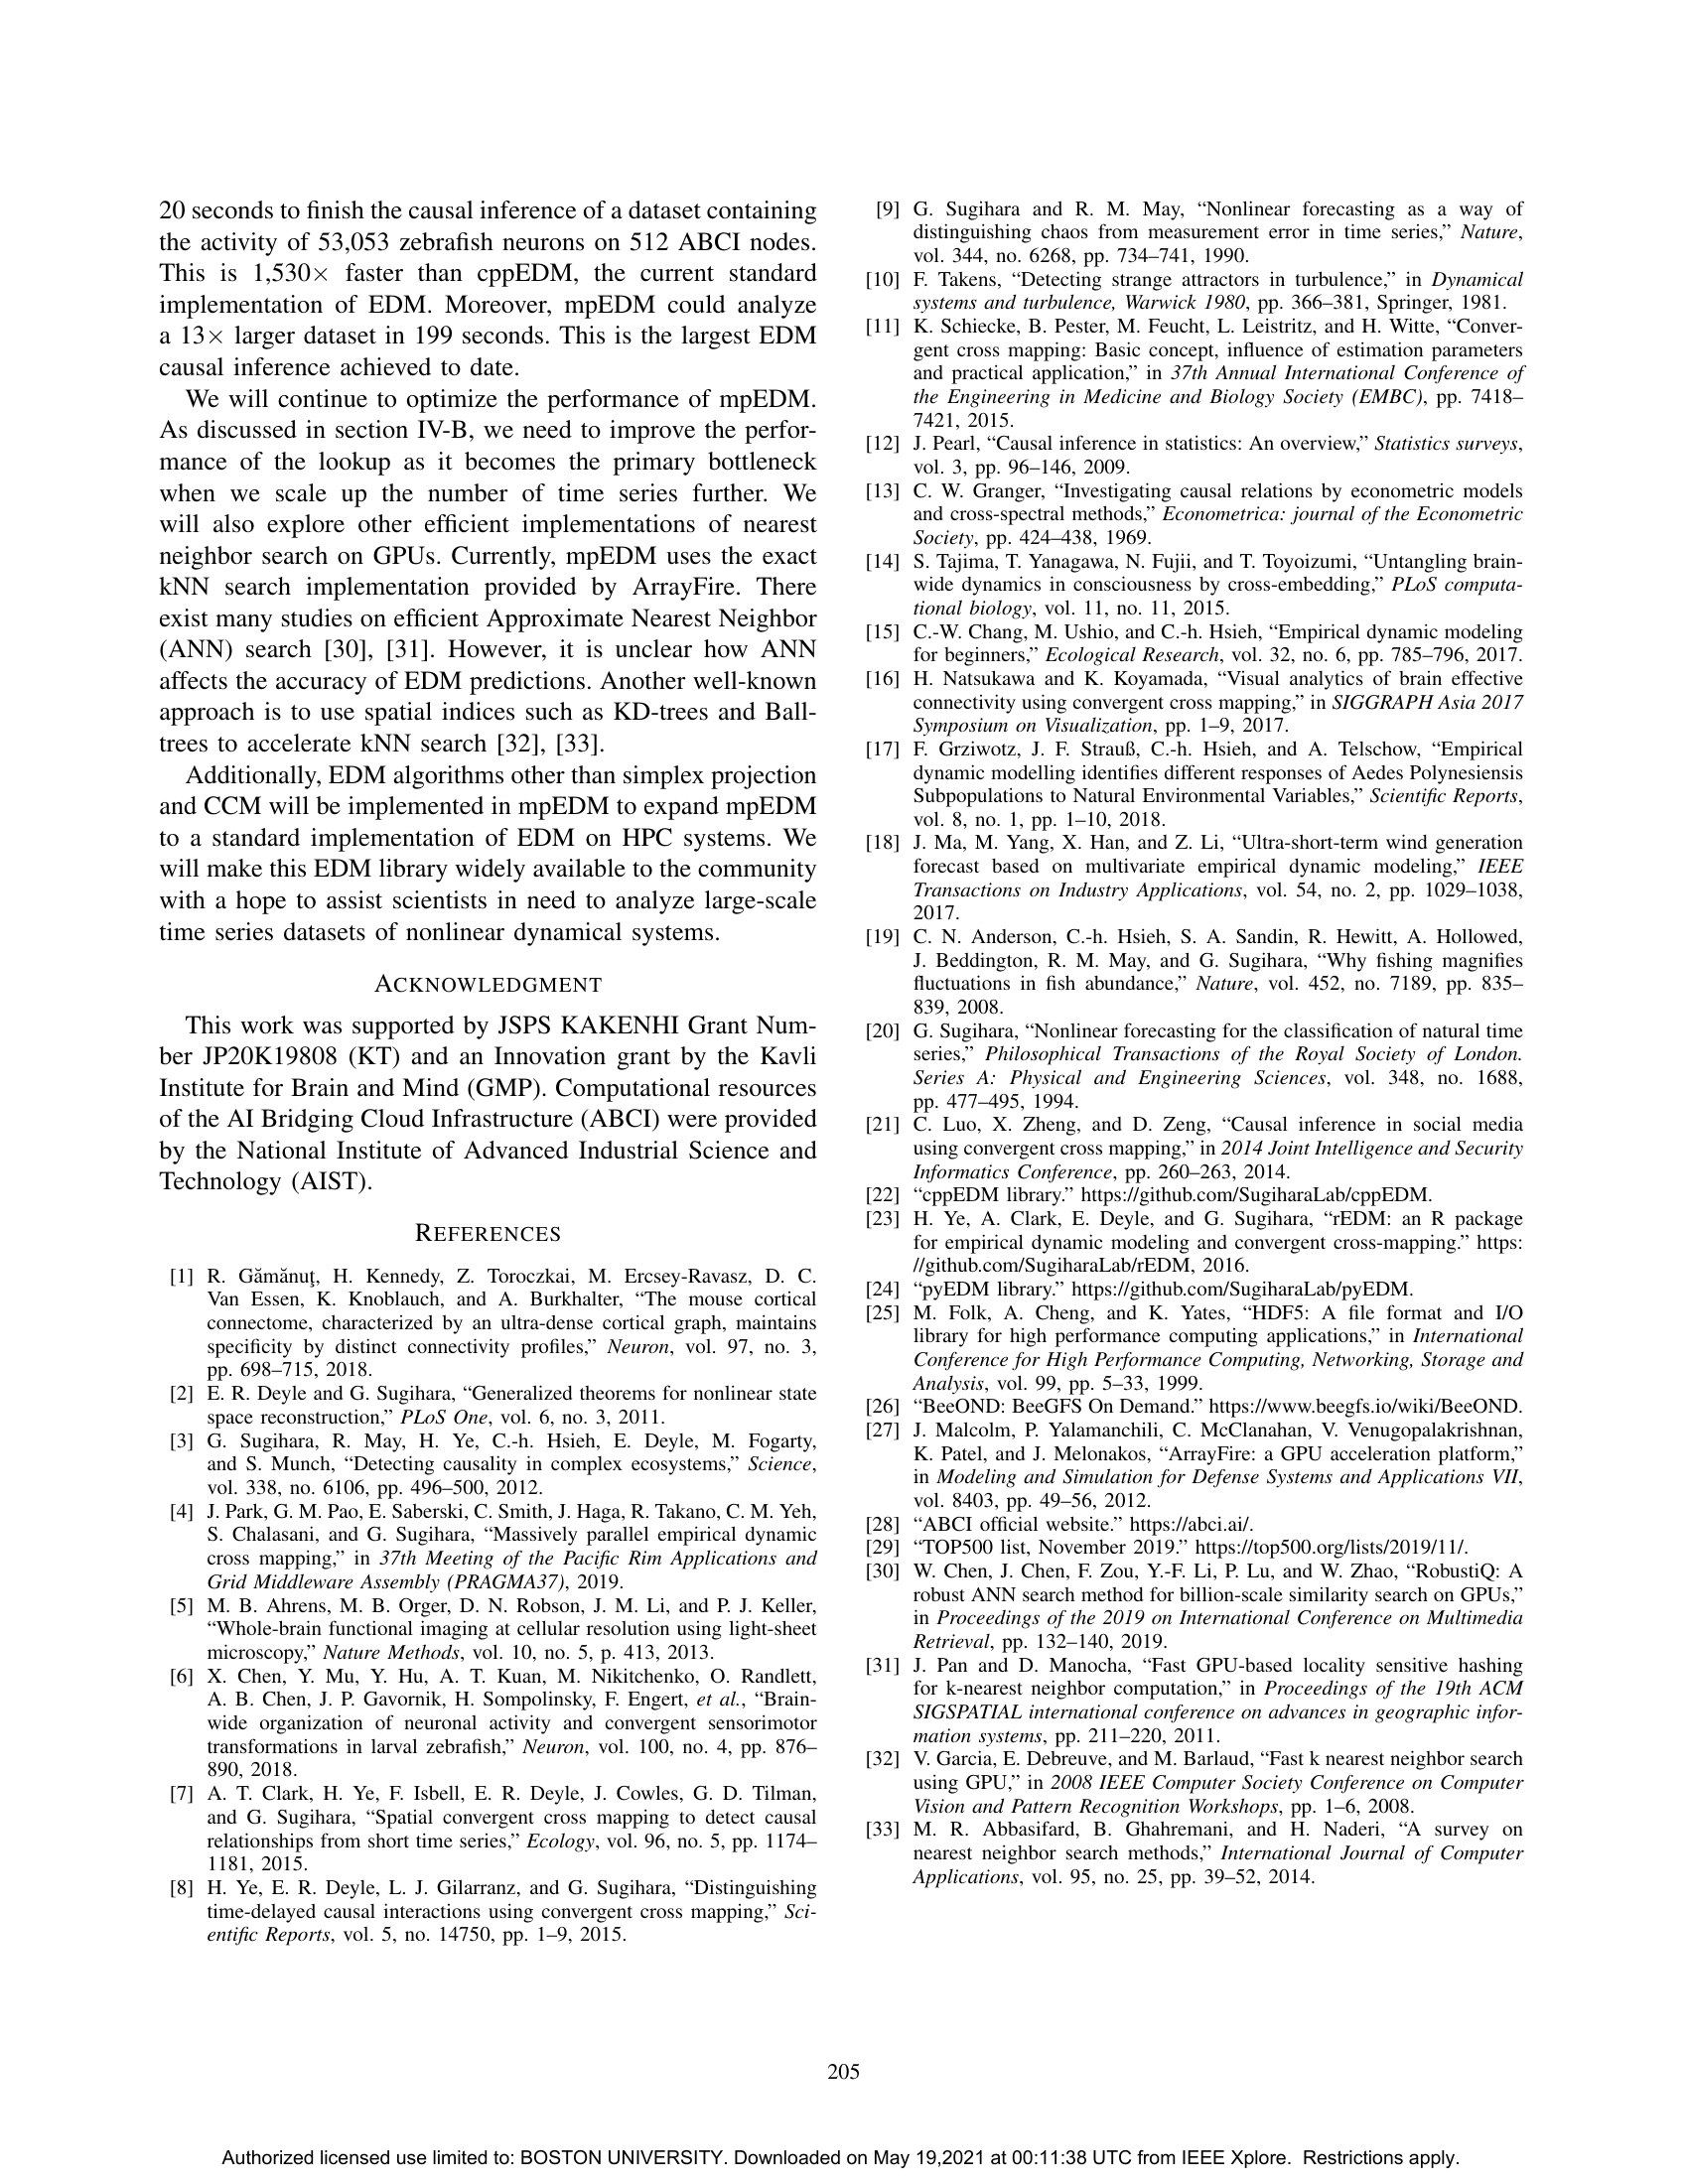 20 seconds to finish the causal inference of a dataset containing
the activity of 53,053 zebrafish neurons on 512 ABCI nodes.
This is 1,530× faster than cppEDM, the current standard
implementation of EDM. Moreover, mpEDM could analyze
a 13× larger dataset in 199 seconds. This is the largest EDM
causal inference achieved to date.
We will continue to optimize the performance of mpEDM.
As discussed in section IV-B, we need to improve the perfor-
mance of the lookup as it becomes the primary bottleneck
when we scale up the number of time series further. We
will also explore other efficient implementations of nearest
neighbor search on GPUs. Currently, mpEDM uses the exact
kNN search implementation provided by ArrayFire. There
exist many studies on efficient Approximate Nearest Neighbor
(ANN) search [30], [31]. However, it is unclear how ANN
affects the accuracy of EDM predictions. Another well-known
approach is to use spatial indices such as KD-trees and Ball-
trees to accelerate kNN search [32], [33].
Additionally, EDM algorithms other than simplex projection
and CCM will be implemented in mpEDM to expand mpEDM
to a standard implementation of EDM on HPC systems. We
will make this EDM library widely available to the community
with a hope to assist scientists in need to analyze large-scale
time series datasets of nonlinear dynamical systems.
ACKNOWLEDGMENT
This work was supported by JSPS KAKENHI Grant Num-
ber JP20K19808 (KT) and an Innovation grant by the Kavli
Institute for Brain and Mind (GMP). Computational resources
of the AI Bridging Cloud Infrastructure (ABCI) were provided
by the National Institute of Advanced Industrial Science and
Technology (AIST).
REFERENCES
[1] R. Gămănuţ, H. Kennedy, Z. Toroczkai, M. Ercsey-Ravasz, D. C.
Van Essen, K. Knoblauch, and A. Burkhalter, “The mouse cortical
connectome, characterized by an ultra-dense cortical graph, maintains
specificity by distinct connectivity profiles,” Neuron, vol. 97, no. 3,
pp. 698–715, 2018.
[2] E. R. Deyle and G. Sugihara, “Generalized theorems for nonlinear state
space reconstruction,” PLoS One, vol. 6, no. 3, 2011.
[3] G. Sugihara, R. May, H. Ye, C.-h. Hsieh, E. Deyle, M. Fogarty,
and S. Munch, “Detecting causality in complex ecosystems,” Science,
vol. 338, no. 6106, pp. 496–500, 2012.
[4] J. Park, G. M. Pao, E. Saberski, C. Smith, J. Haga, R. Takano, C. M. Yeh,
S. Chalasani, and G. Sugihara, “Massively parallel empirical dynamic
cross mapping,” in 37th Meeting of the Pacific Rim Applications and
Grid Middleware Assembly (PRAGMA37), 2019.
[5] M. B. Ahrens, M. B. Orger, D. N. Robson, J. M. Li, and P. J. Keller,
“Whole-brain functional imaging at cellular resolution using light-sheet
microscopy,” Nature Methods, vol. 10, no. 5, p. 413, 2013.
[6] X. Chen, Y. Mu, Y. Hu, A. T. Kuan, M. Nikitchenko, O. Randlett,
A. B. Chen, J. P. Gavornik, H. Sompolinsky, F. Engert, et al., “Brain-
wide organization of neuronal activity and convergent sensorimotor
transformations in larval zebrafish,” Neuron, vol. 100, no. 4, pp. 876–
890, 2018.
[7] A. T. Clark, H. Ye, F. Isbell, E. R. Deyle, J. Cowles, G. D. Tilman,
and G. Sugihara, “Spatial convergent cross mapping to detect causal
relationships from short time series,” Ecology, vol. 96, no. 5, pp. 1174–
1181, 2015.
[8] H. Ye, E. R. Deyle, L. J. Gilarranz, and G. Sugihara, “Distinguishing
time-delayed causal interactions using convergent cross mapping,” Sci-
entific Reports, vol. 5, no. 14750, pp. 1–9, 2015.
[9] G. Sugihara and R. M. May, “Nonlinear forecasting as a way of
distinguishing chaos from measurement error in time series,” Nature,
vol. 344, no. 6268, pp. 734–741, 1990.
[10] F. Takens, “Detecting strange attractors in turbulence,” in Dynamical
systems and turbulence, Warwick 1980, pp. 366–381, Springer, 1981.
[11] K. Schiecke, B. Pester, M. Feucht, L. Leistritz, and H. Witte, “Conver-
gent cross mapping: Basic concept, influence of estimation parameters
and practical application,” in 37th Annual International Conference of
the Engineering in Medicine and Biology Society (EMBC), pp. 7418–
7421, 2015.
[12] J. Pearl, “Causal inference in statistics: An overview,” Statistics surveys,
vol. 3, pp. 96–146, 2009.
[13] C. W. Granger, “Investigating causal relations by econometric models
and cross-spectral methods,” Econometrica: journal of the Econometric
Society, pp. 424–438, 1969.
[14] S. Tajima, T. Yanagawa, N. Fujii, and T. Toyoizumi, “Untangling brain-
wide dynamics in consciousness by cross-embedding,” PLoS computa-
tional biology, vol. 11, no. 11, 2015.
[15] C.-W. Chang, M. Ushio, and C.-h. Hsieh, “Empirical dynamic modeling
for beginners,” Ecological Research, vol. 32, no. 6, pp. 785–796, 2017.
[16] H. Natsukawa and K. Koyamada, “Visual analytics of brain effective
connectivity using convergent cross mapping,” in SIGGRAPH Asia 2017
Symposium on Visualization, pp. 1–9, 2017.
[17] F. Grziwotz, J. F. Strauß, C.-h. Hsieh, and A. Telschow, “Empirical
dynamic modelling identifies different responses of Aedes Polynesiensis
Subpopulations to Natural Environmental Variables,” Scientific Reports,
vol. 8, no. 1, pp. 1–10, 2018.
[18] J. Ma, M. Yang, X. Han, and Z. Li, “Ultra-short-term wind generation
forecast based on multivariate empirical dynamic modeling,” IEEE
Transactions on Industry Applications, vol. 54, no. 2, pp. 1029–1038,
2017.
[19] C. N. Anderson, C.-h. Hsieh, S. A. Sandin, R. Hewitt, A. Hollowed,
J. Beddington, R. M. May, and G. Sugihara, “Why fishing magnifies
fluctuations in fish abundance,” Nature, vol. 452, no. 7189, pp. 835–
839, 2008.
[20] G. Sugihara, “Nonlinear forecasting for the classification of natural time
series,” Philosophical Transactions of the Royal Society of London.
Series A: Physical and Engineering Sciences, vol. 348, no. 1688,
pp. 477–495, 1994.
[21] C. Luo, X. Zheng, and D. Zeng, “Causal inference in social media
using convergent cross mapping,” in 2014 Joint Intelligence and Security
Informatics Conference, pp. 260–263, 2014.
[22] “cppEDM library.” https://github.com/SugiharaLab/cppEDM.
[23] H. Ye, A. Clark, E. Deyle, and G. Sugihara, “rEDM: an R package
for empirical dynamic modeling and convergent cross-mapping.” https:
//github.com/SugiharaLab/rEDM, 2016.
[24] “pyEDM library.” https://github.com/SugiharaLab/pyEDM.
[25] M. Folk, A. Cheng, and K. Yates, “HDF5: A file format and I/O
library for high performance computing applications,” in International
Conference for High Performance Computing, Networking, Storage and
Analysis, vol. 99, pp. 5–33, 1999.
[26] “BeeOND: BeeGFS On Demand.” https://www.beegfs.io/wiki/BeeOND.
[27] J. Malcolm, P. Yalamanchili, C. McClanahan, V. Venugopalakrishnan,
K. Patel, and J. Melonakos, “ArrayFire: a GPU acceleration platform,”
in Modeling and Simulation for Defense Systems and Applications VII,
vol. 8403, pp. 49–56, 2012.
[28] “ABCI official website.” https://abci.ai/.
[29] “TOP500 list, November 2019.” https://top500.org/lists/2019/11/.
[30] W. Chen, J. Chen, F. Zou, Y.-F. Li, P. Lu, and W. Zhao, “RobustiQ: A
robust ANN search method for billion-scale similarity search on GPUs,”
in Proceedings of the 2019 on International Conference on Multimedia
Retrieval, pp. 132–140, 2019.
[31] J. Pan and D. Manocha, “Fast GPU-based locality sensitive hashing
for k-nearest neighbor computation,” in Proceedings of the 19th ACM
SIGSPATIAL international conference on advances in geographic infor-
mation systems, pp. 211–220, 2011.
[32] V. Garcia, E. Debreuve, and M. Barlaud, “Fast k nearest neighbor search
using GPU,” in 2008 IEEE Computer Society Conference on Computer
Vision and Pattern Recognition Workshops, pp. 1–6, 2008.
[33] M. R. Abbasifard, B. Ghahremani, and H. Naderi, “A survey on
nearest neighbor search methods,” International Journal of Computer
Applications, vol. 95, no. 25, pp. 39–52, 2014.
205
Authorized licensed use limited to: BOSTON UNIVERSITY. Downloaded on May 19,2021 at 00:11:38 UTC from IEEE Xplore. Restrictions apply.